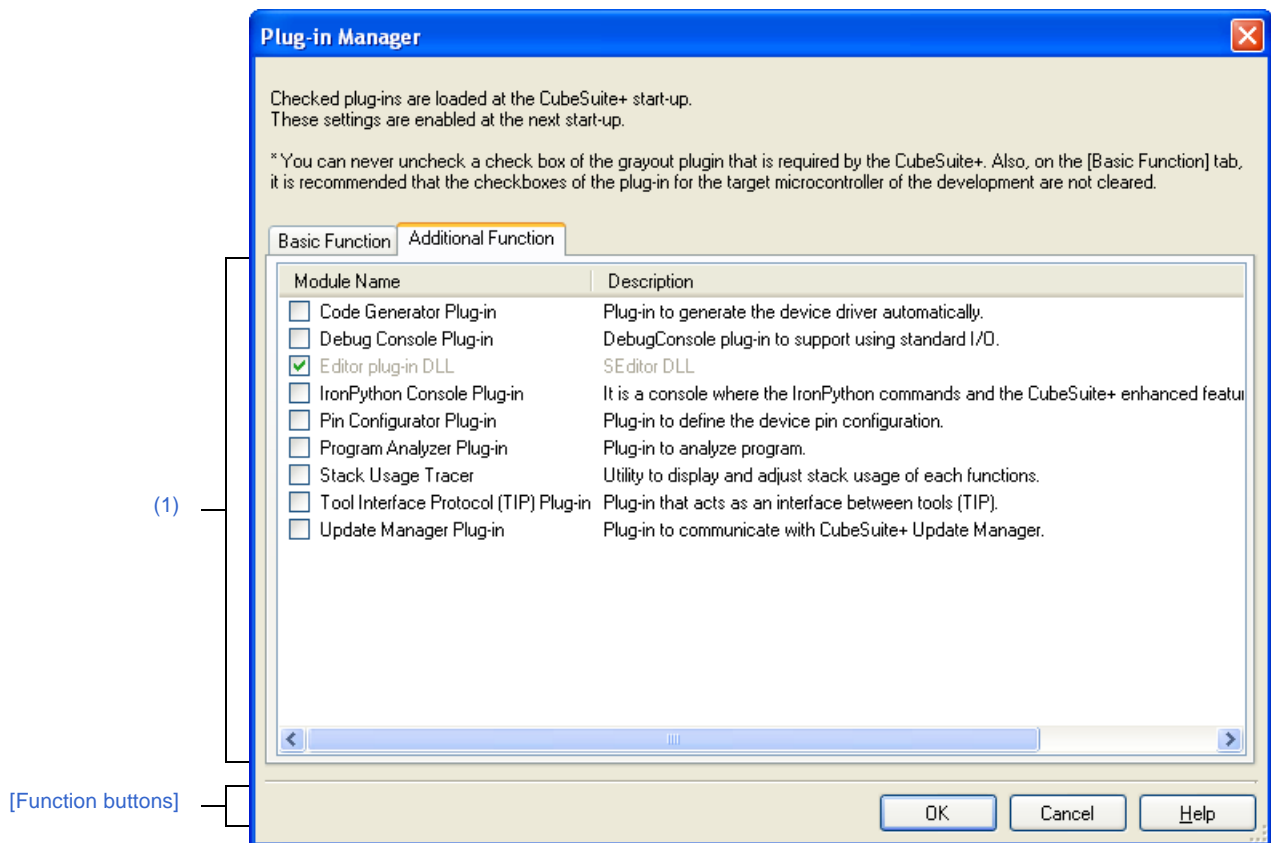 Plug-in Manager
Checked plug-ins are loaded at the CubeSuite+ start-up.
These settings are enabled at the next start-up.
* You can never uncheck a check box of the grayout plugin that is required by the CubeSuite+. Also, on the [Basic Function] tab,
it is recommended that the checkboxes of the plug-in for the target microcontroller of the development are not cleared.
Basic Function Additional Function
Module Name Description
Code Generator Plug-in Plug-in to generate the device driver automatically.
Debug Console Plug-in DebugConsole plug-in to support using standard I/O.
Editor plug-in DLL SEditor DLL
IronPython Console Plug-in It is a console where the IronPython commands and the CubeSuite+ enhanced featur
Pin Configurator Plug-in Plug-in to define the device pin configuration.
Program Analyzer Plug-in Plug-in to analyze program.
Stack Usage Tracer Utility to display and adjust stack usage of each functions.
(1) Tool Interface Protocol (TIP) Plug-in Plug-in that acts as an interface between tools (TIP).
Update Manager Plug-in Plug-in to communicate with CubeSuite+ Update Manager.
[Function buttons] OK Cancel Help